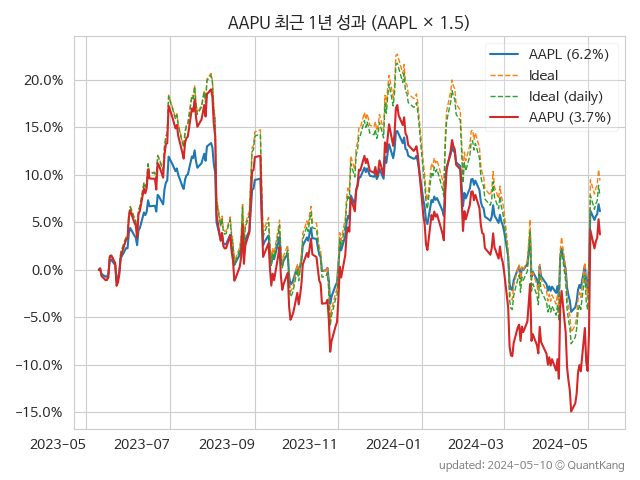 AAPU 최근 1년 성과 (AAPL × 1.5)
AAPL (6.2%)
Ideal
Ideal (daily)
AAPU (3.7%)
20.0%
15.0%
10.0%
5.0%
0.0%
−5.0%
−10.0%
−15.0%
2023-05 2023-07 2023-09 2023-11 2024-01 2024-03 2024-05
updated: 2024-05-10 ⓒ QuantKang